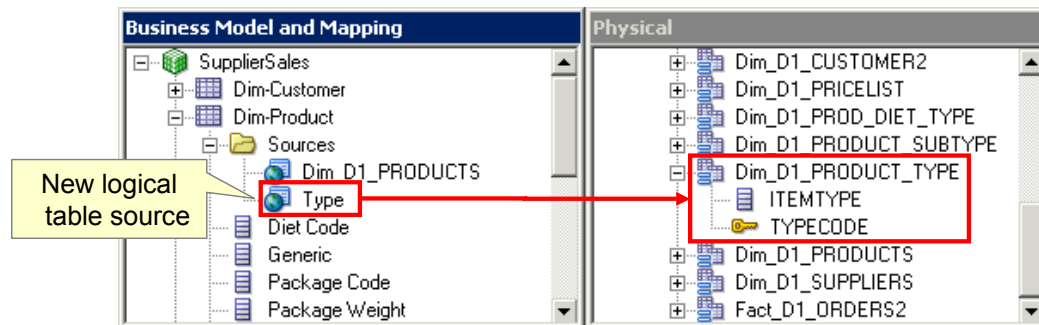 Business Model and Mapping
SupplierSales
Dim-Customer
Dim-Product
Sources
Dim_D1_PRODUCTS
Type
Diet Code
Generic
Package Code
Package Weight
New logical
table source
Physical
Dim_D1_CUSTOMER2
Dim_D1_PRICELIST
Dim_D1_PROD_DIET_TYPE
Dim_D1_PRODUCT_SUBTYPE
Dim_D1_PRODUCT_TYPE
ITEMTYPE
TYPECODE
Dim_D1_PRODUCTS
Dim_D1_SUPPLIERS
Fact_D1_ORDERS2